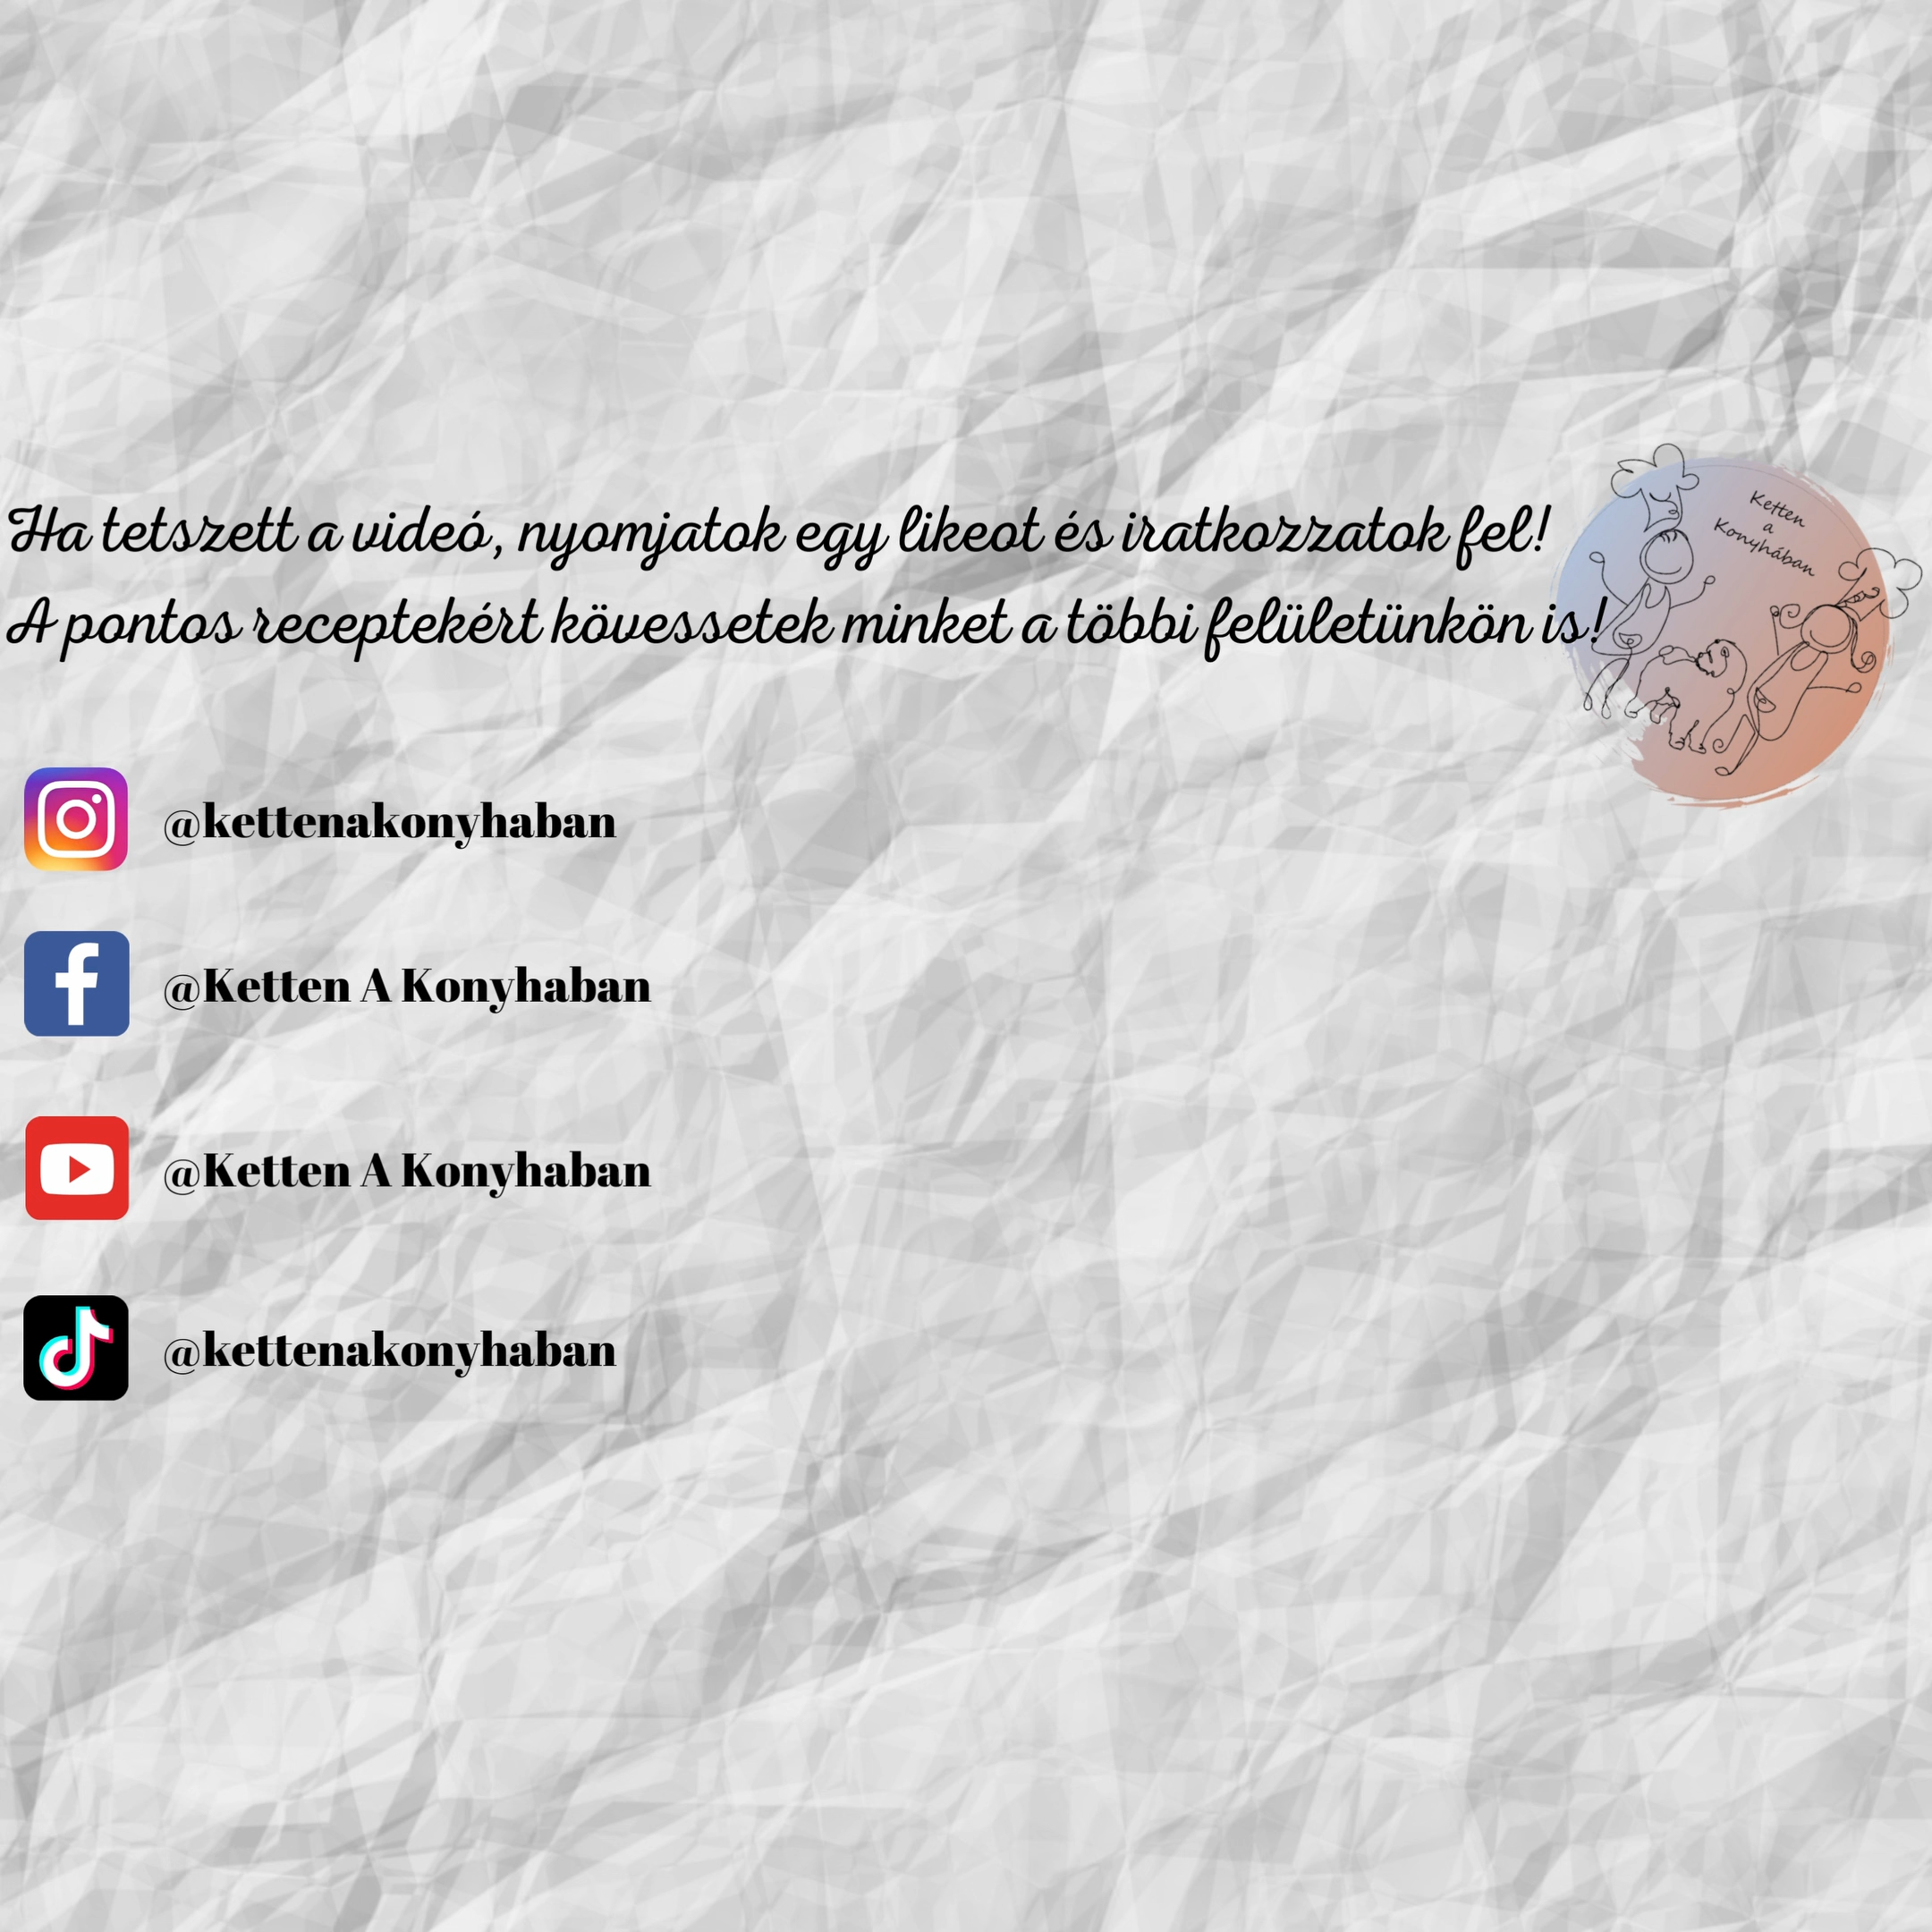 Ha tetszett a videó, nyomjatok egy likeot és iratkozzatok fel!
A pontos receptekért kövessetek minket a többi felületünkön is!
Ketten
a
Konyhában
@kettenakonyhaban
@Ketten A Konyhaban
@Ketten A Konyhaban
@kettenakonyhaban